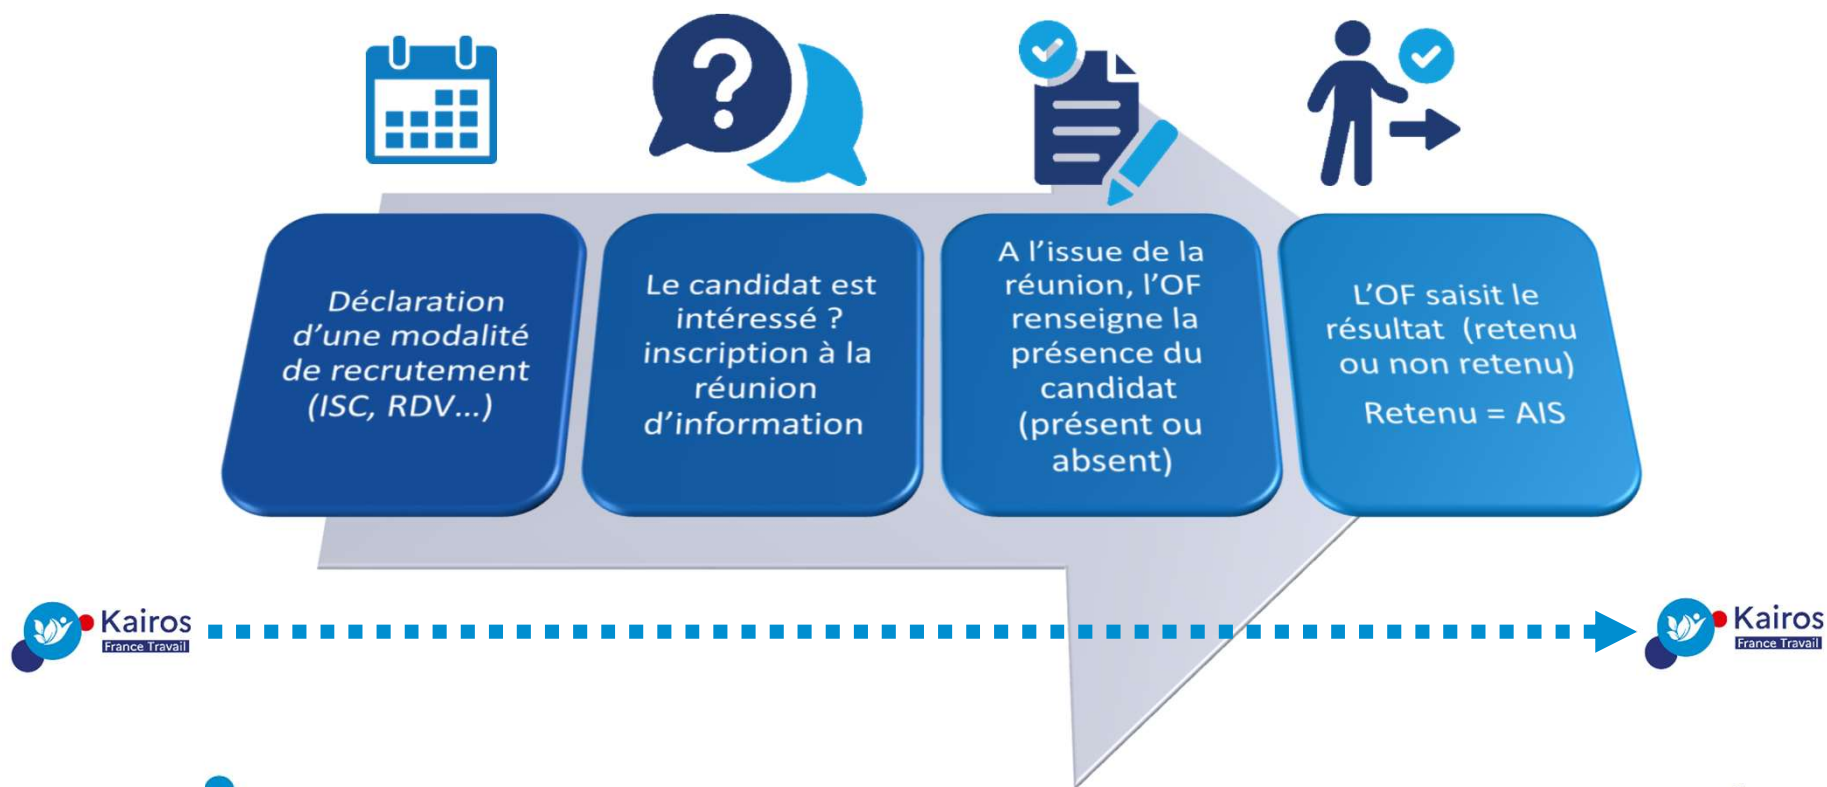 Déclaration
d’une modalité
de recrutement
(ISC, RDV...)
Le candidat est
intéressé ?
inscription à la
réunion
d’information
A l’issue de la
réunion, l’OF
renseigne la
présence du
candidat
(présent ou
absent)
L’OF saisit le
résultat (retenu
ou non retenu)
Retenu = AIS
Kairos
France Travail
Kairos
France Travail